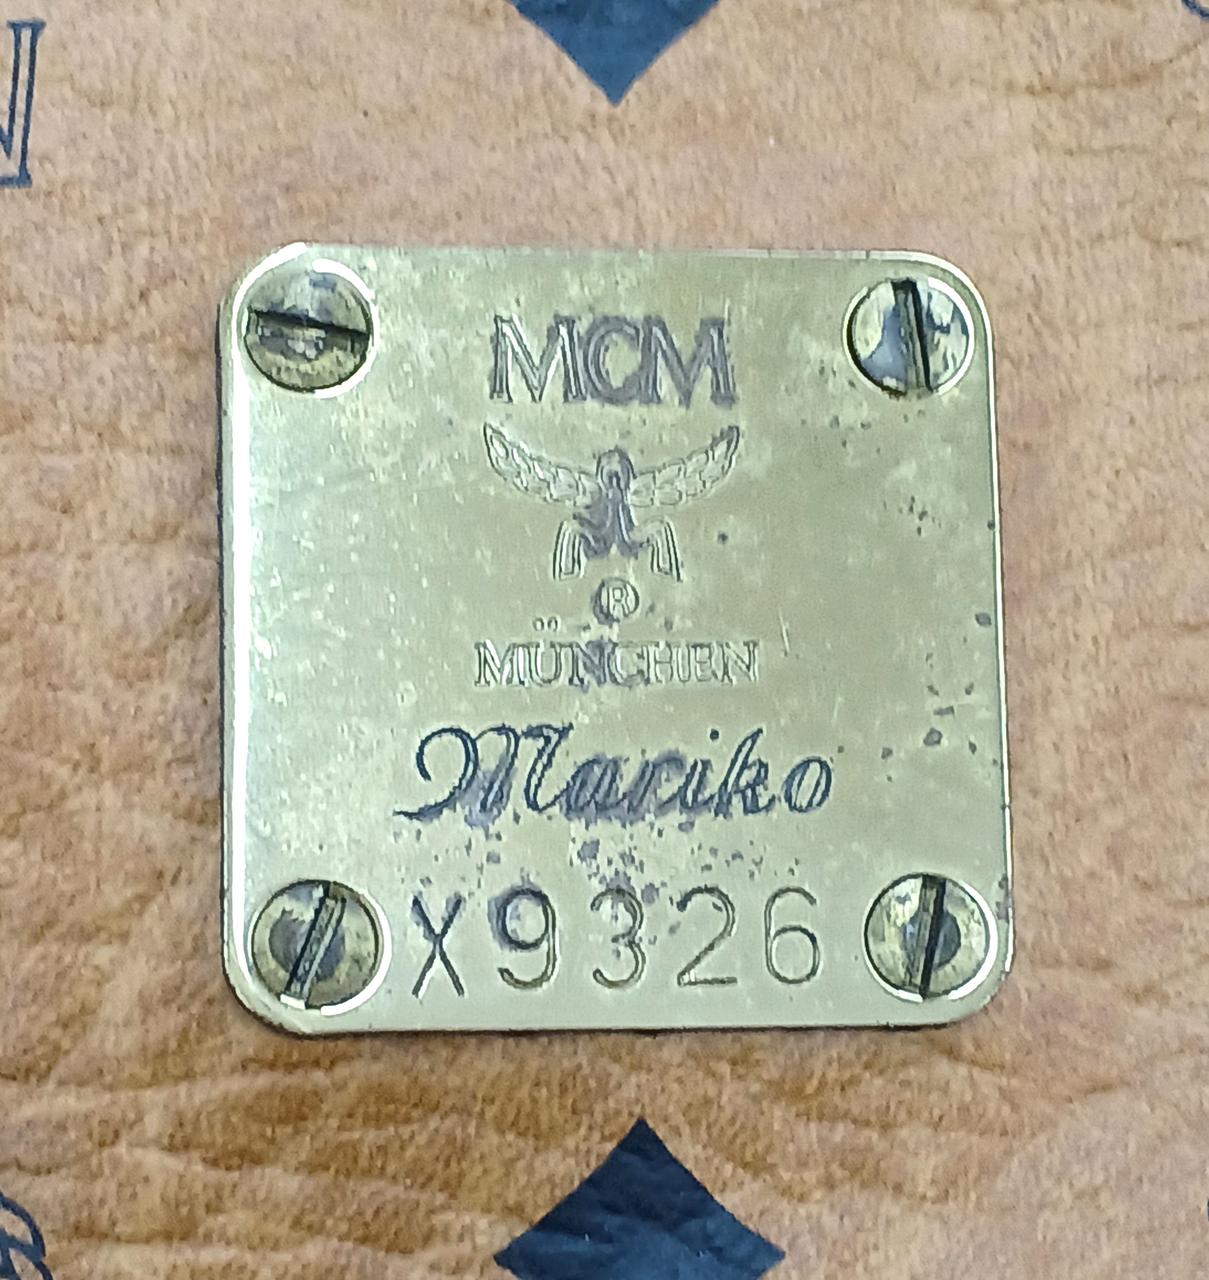 MCM
®
MÜNCHEN
Mariko
X9326